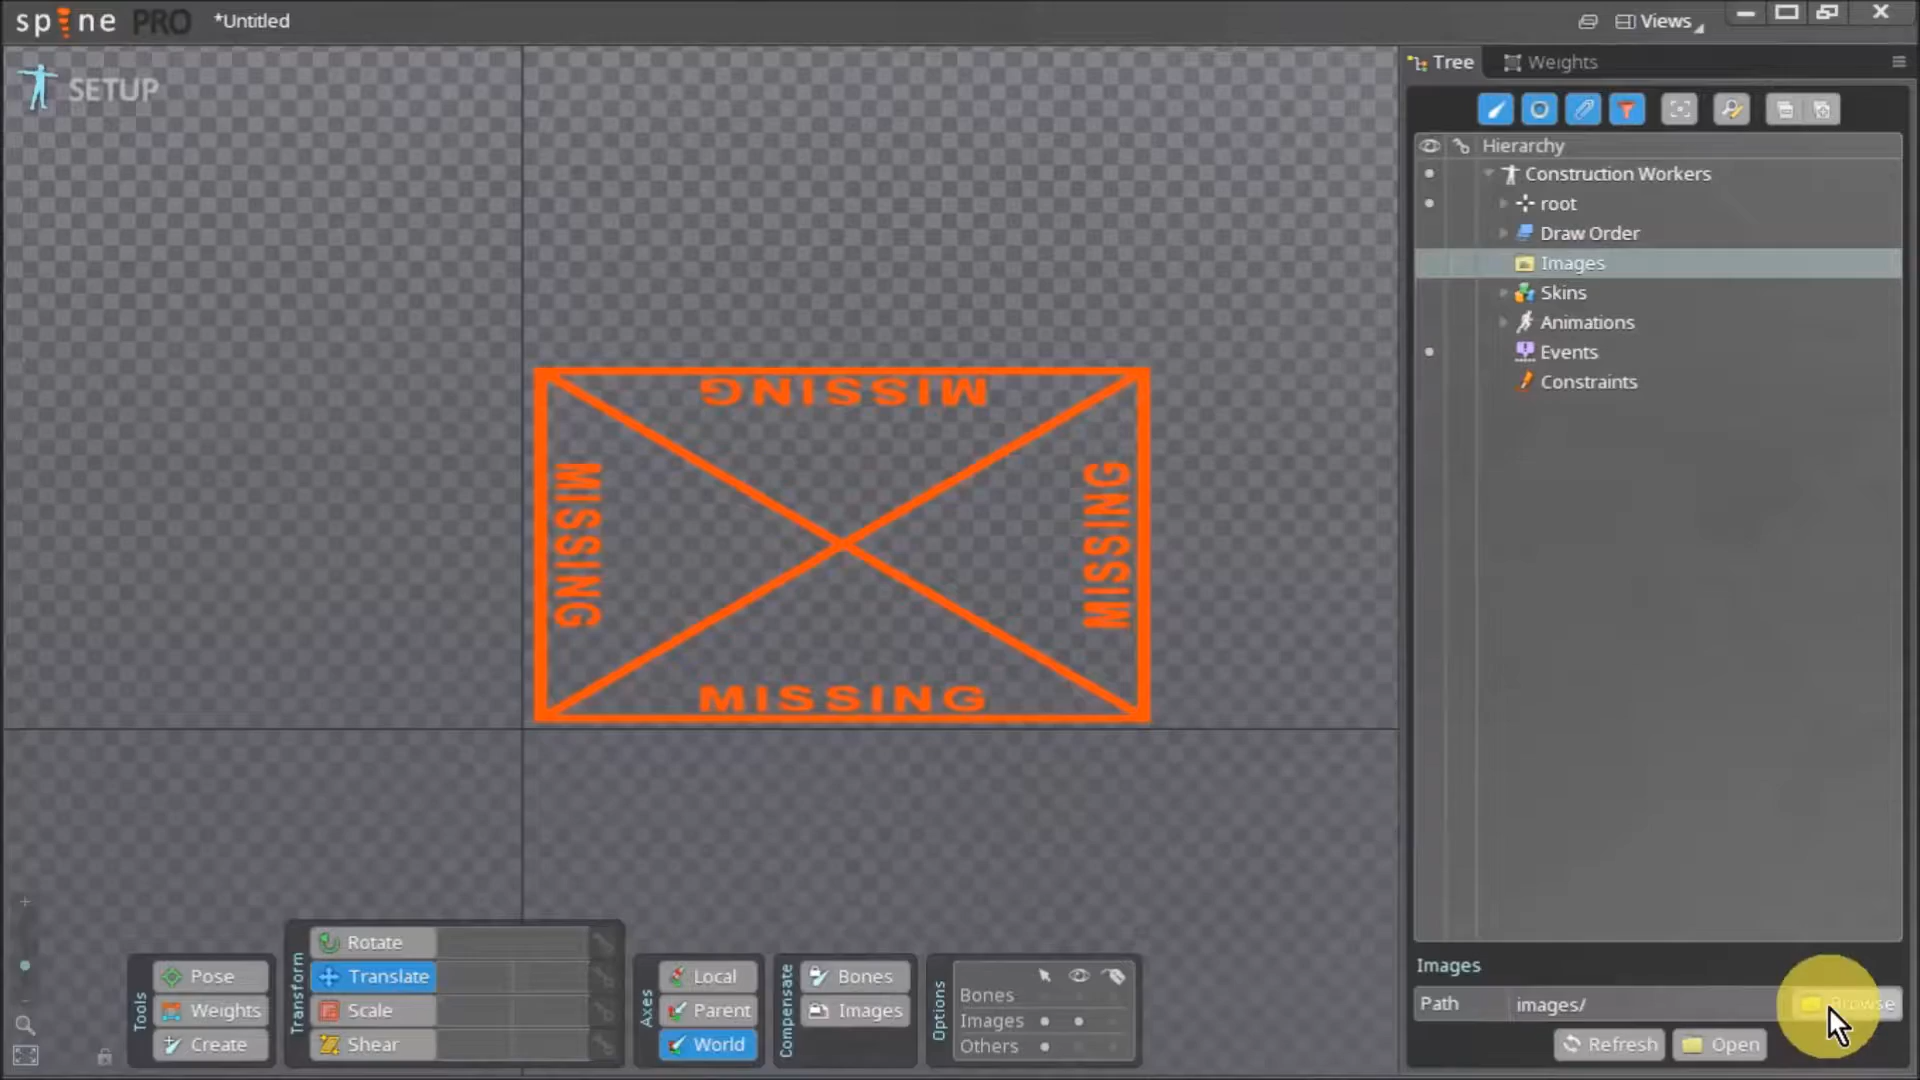 spine PRO
*Untitled
Views
SETUP
Tree
Weights
Hierarchy
Construction Workers
root
Draw Order
Images
Skins
Animations
Events
Constraints
MISSING
MISSING
MISSING
MISSING
Tools
Pose
Weights
Create
Transform
Rotate
Translate
Scale
Shear
Axes
Local
Parent
World
Compensate
Bones
Images
Options
Bones
Images
Others
Images
Path
images/
Refresh
Open